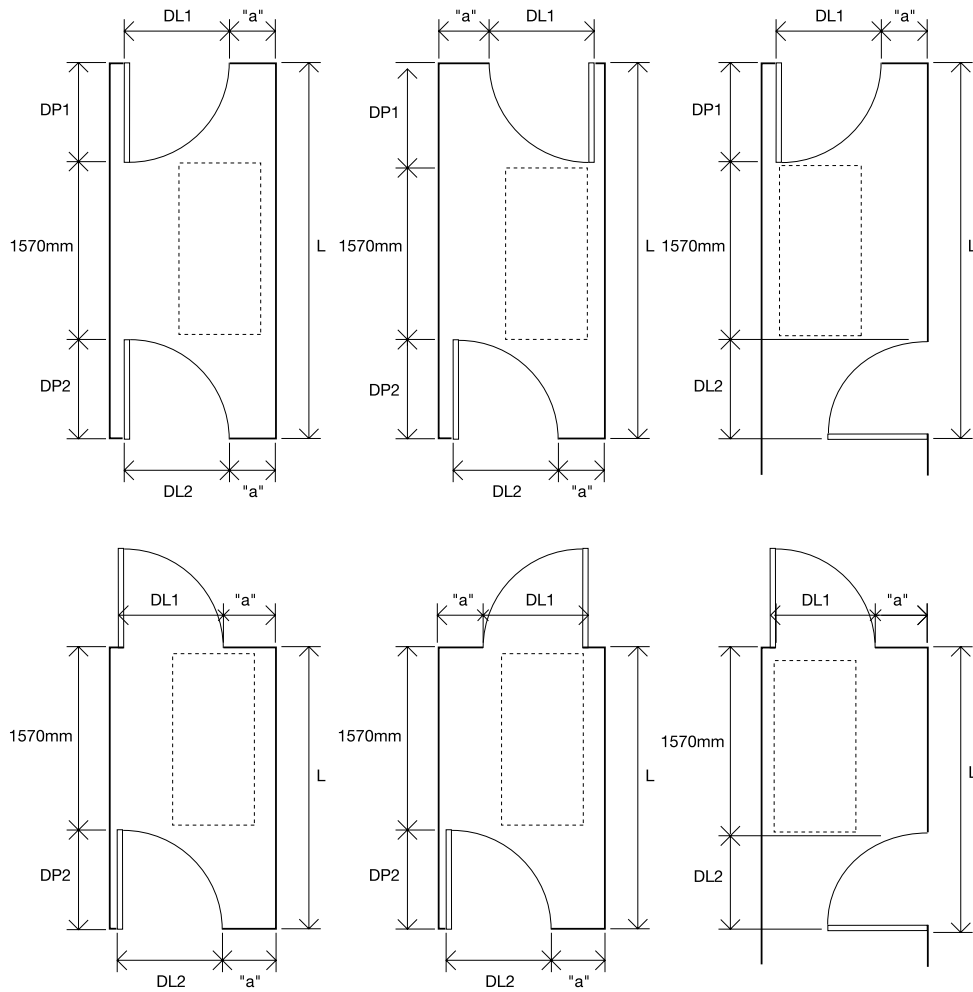 DL1 "a"
DP1
1570mm
L
DP2
DL2 "a"
"a" DL1
DP1
1570mm
L
DP2
DL2 "a"
DL1 "a"
DP1
1570mm
L
DL2
DL1 "a"
1570mm
L
DP2
DL2 "a"
"a" DL1
1570mm
L
DP2
DL2 "a"
DL1 "a"
1570mm
L
DL2